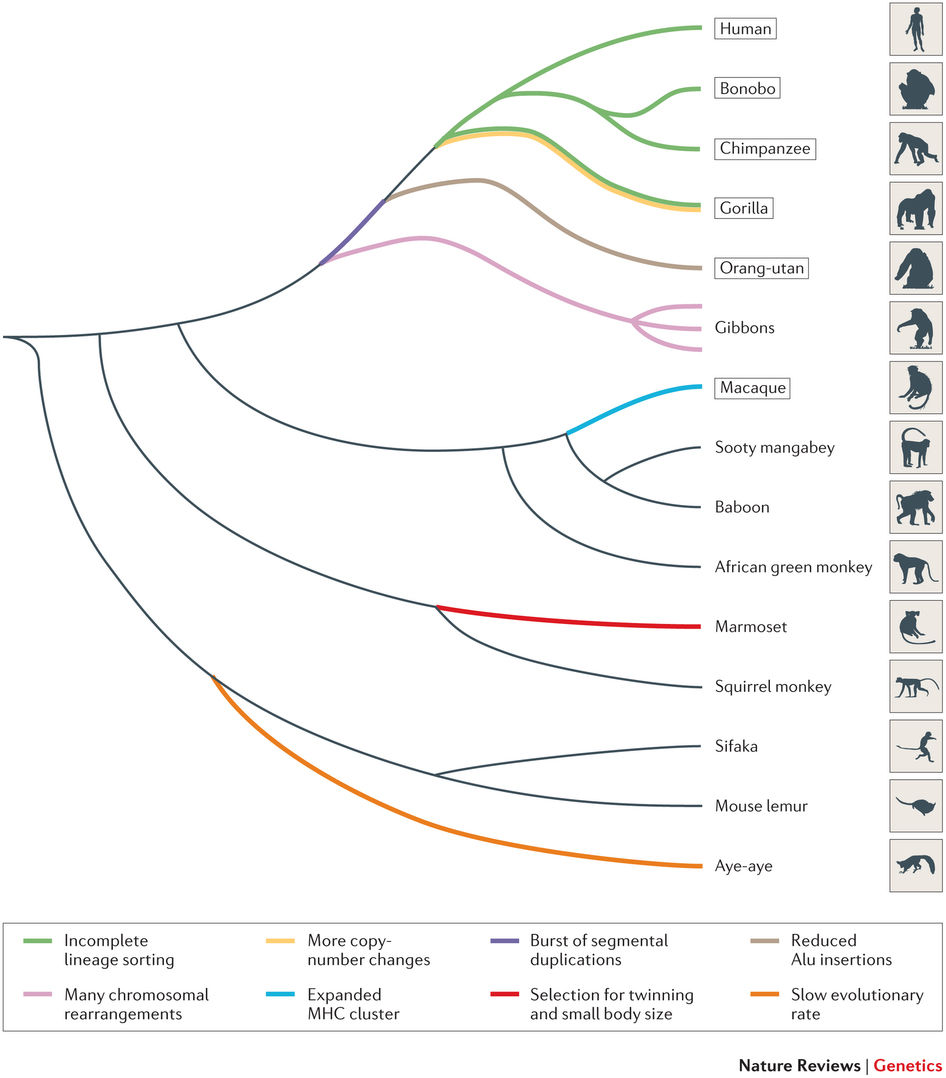 Human
Bonobo
Chimpanzee
Gorilla
Orang-utan
Gibbons
Macaque
Sooty mangabey
Baboon
African green monkey
Marmoset
Squirrel monkey
Sifaka
Mouse lemur
Aye-aye
Incomplete
lineage sorting
More copy-
number changes
Burst of segmental
duplications
Reduced
Alu insertions
Many chromosomal
rearrangements
Expanded
MHC cluster
Selection for twinning
and small body size
Slow evolutionary
rate
Nature Reviews | Genetics